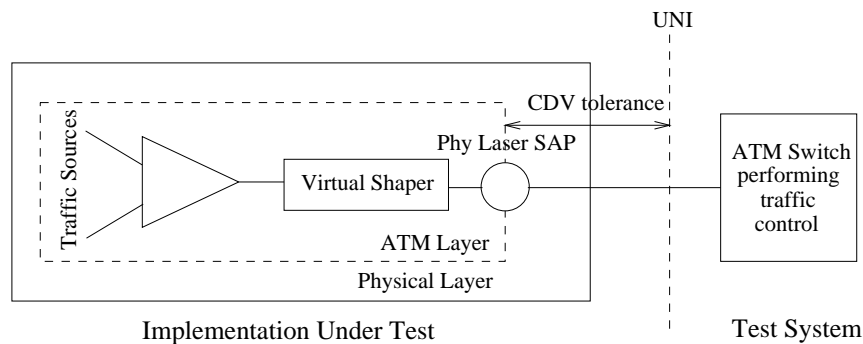 UNI
CDV tolerance
Phy Laser SAP
Traffic Sources
Virtual Shaper
ATM Switch
performing
traffic
control
ATM Layer
Physical Layer
Implementation Under Test
Test System